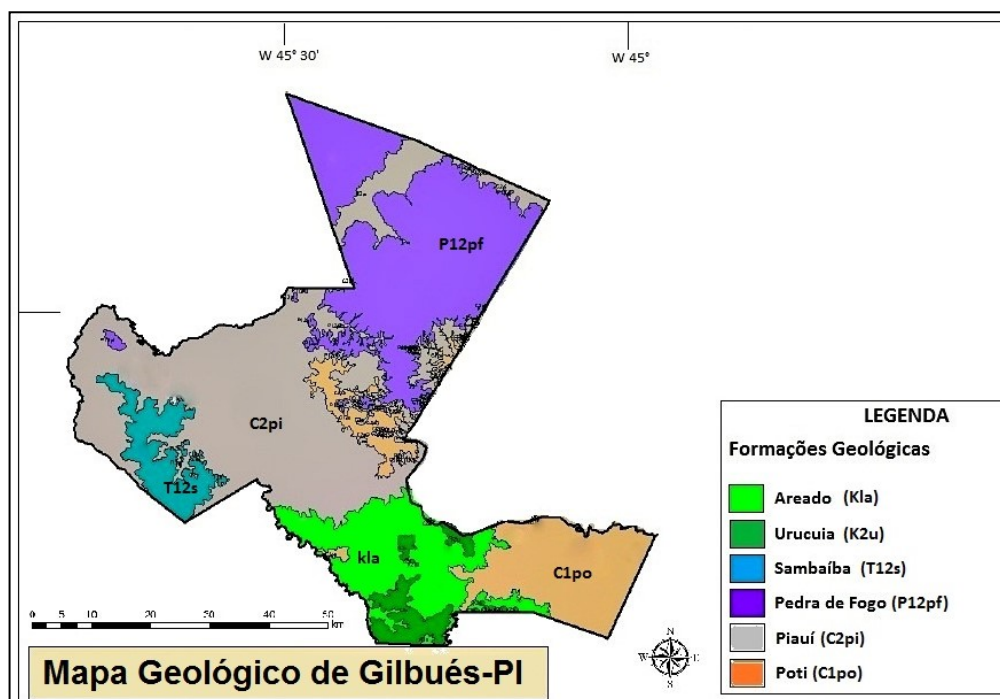 W 45° 30'
W 45°
P12pf
C2pi
T12s
kla
C1po
LEGENDA
Formações Geológicas
Areado (Kla)
Urucuia (K2u)
Sambaíba (T12s)
Pedra de Fogo (P12pf)
Piauí (C2pi)
Poti (C1po)
0 5 10 20 30 40 50
KM
N
W E
S
Mapa Geológico de Gilbués-PI